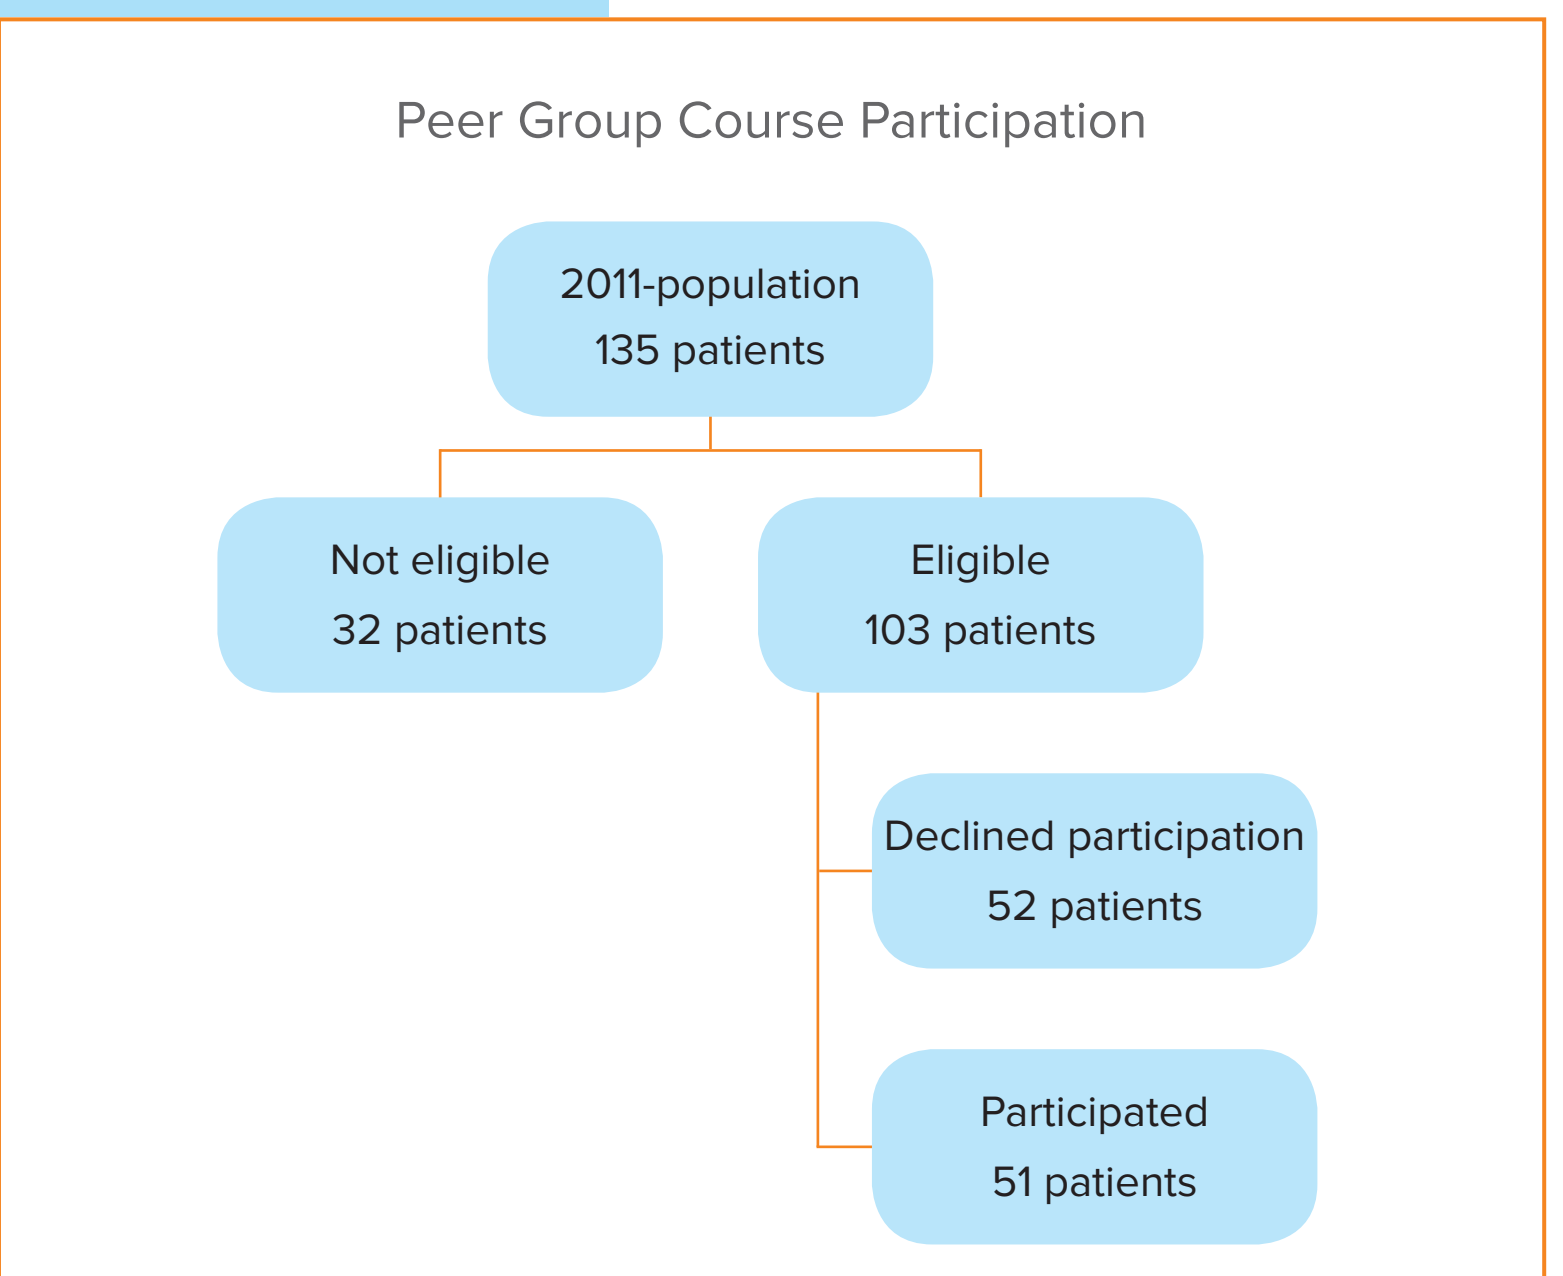 Peer Group Course Participation
2011-population
135 patients
Not eligible
32 patients
Eligible
103 patients
Declined participation
52 patients
Participated
51 patients